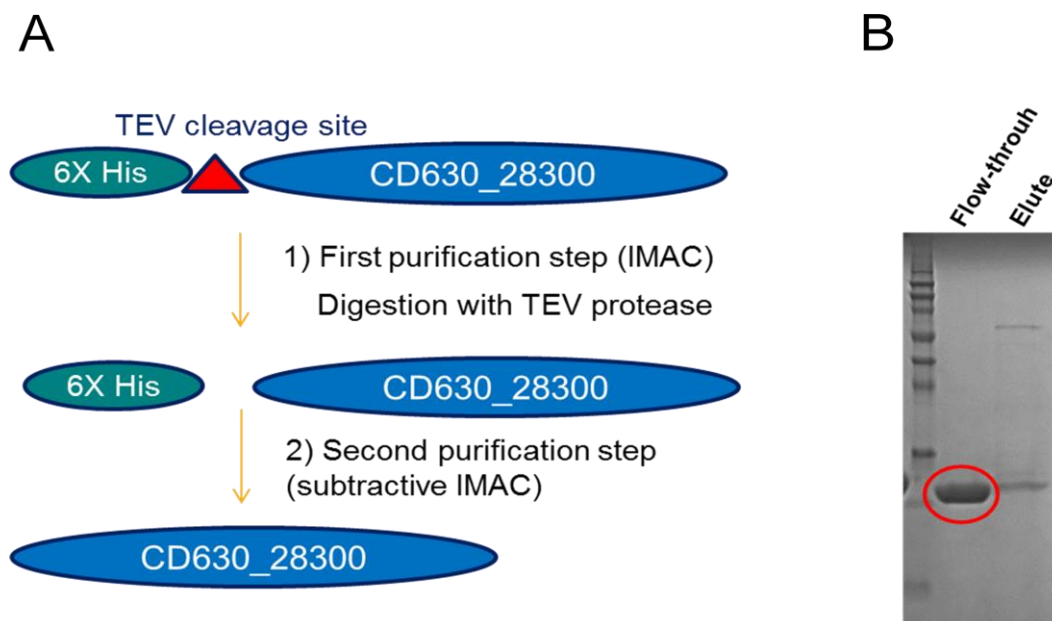 A
B
TEV cleavage site
6X His
CD630_28300
1) First purification step (IMAC)
Digestion with TEV protease
6X His
CD630_28300
2) Second purification step
(subtractive IMAC)
CD630_28300
Flow-throuh
Elute